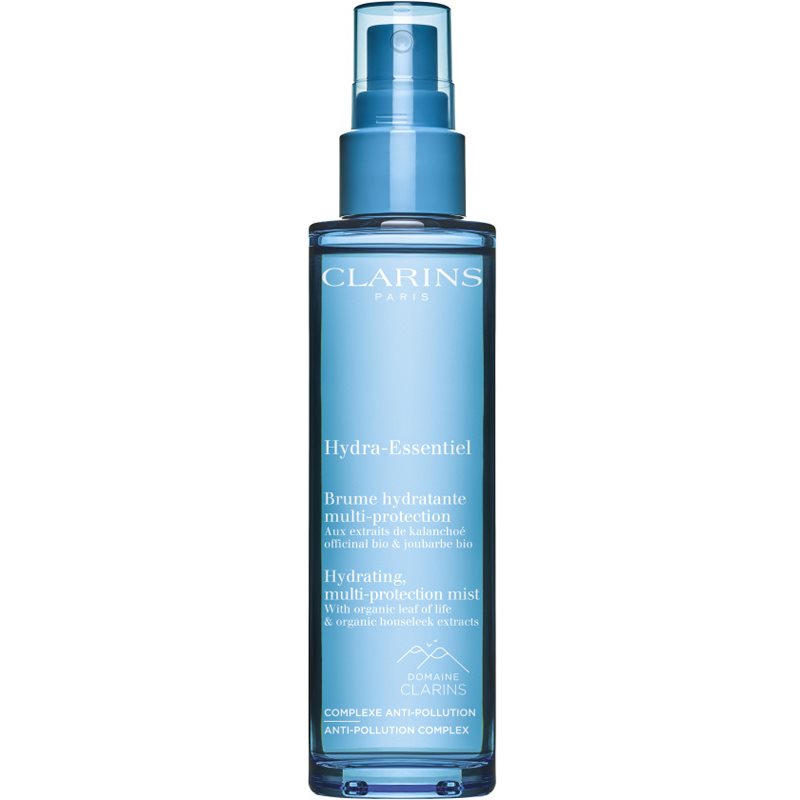 CLARINS
PARIS
Hydra-Essentiel
Brume hydratante
multi-protection
Aux extraits de kalanchoé
officinal bio & joubarbe bio
Hydrating,
multi-protection mist
With organic leaf of life
& organic houseleek extracts
DOMAINE
CLARINS
COMPLEXE ANTI-POLLUTION
ANTI-POLLUTION COMPLEX